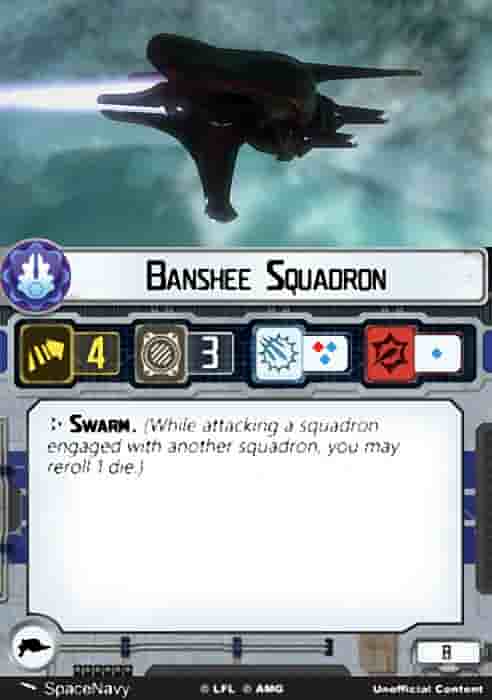 BANSHEE SQUADRON
4 3
SWARM. (While attacking a squadron
engaged with another squadron, you may
reroll 1 die.)
8
SpaceNavy
© LFL © AMG
Unofficial Content